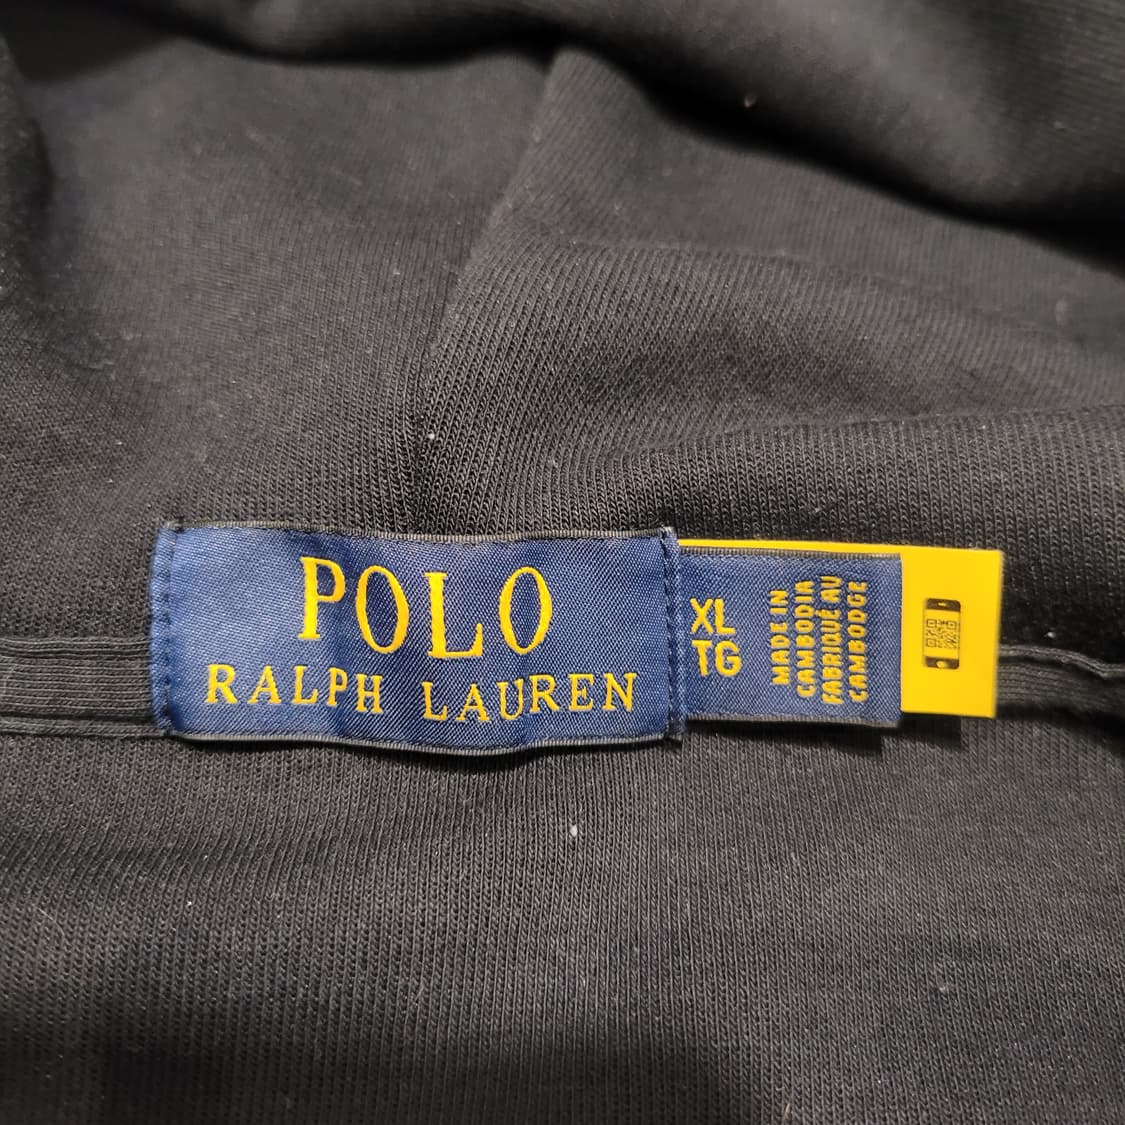 POLO
RALPH LAUREN
XL
TG
MADE IN
CAMBODIA
FABRIQUÉ AU
CAMBODGE